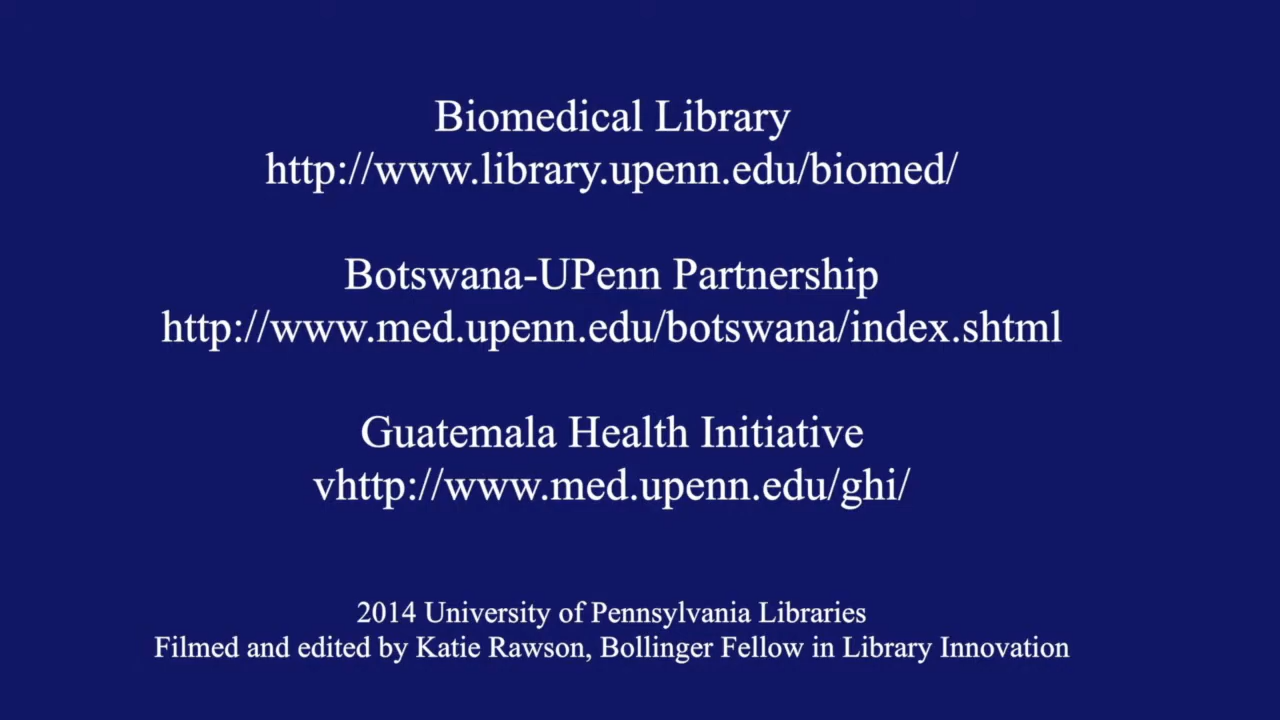 Biomedical Library
http://www.library.upenn.edu/biomed/
Botswana-UPenn Partnership
http://www.med.upenn.edu/botswana/index.shtml
Guatemala Health Initiative
vhttp://www.med.upenn.edu/ghi/
2014 University of Pennsylvania Libraries
Filmed and edited by Katie Rawson, Bollinger Fellow in Library Innovation